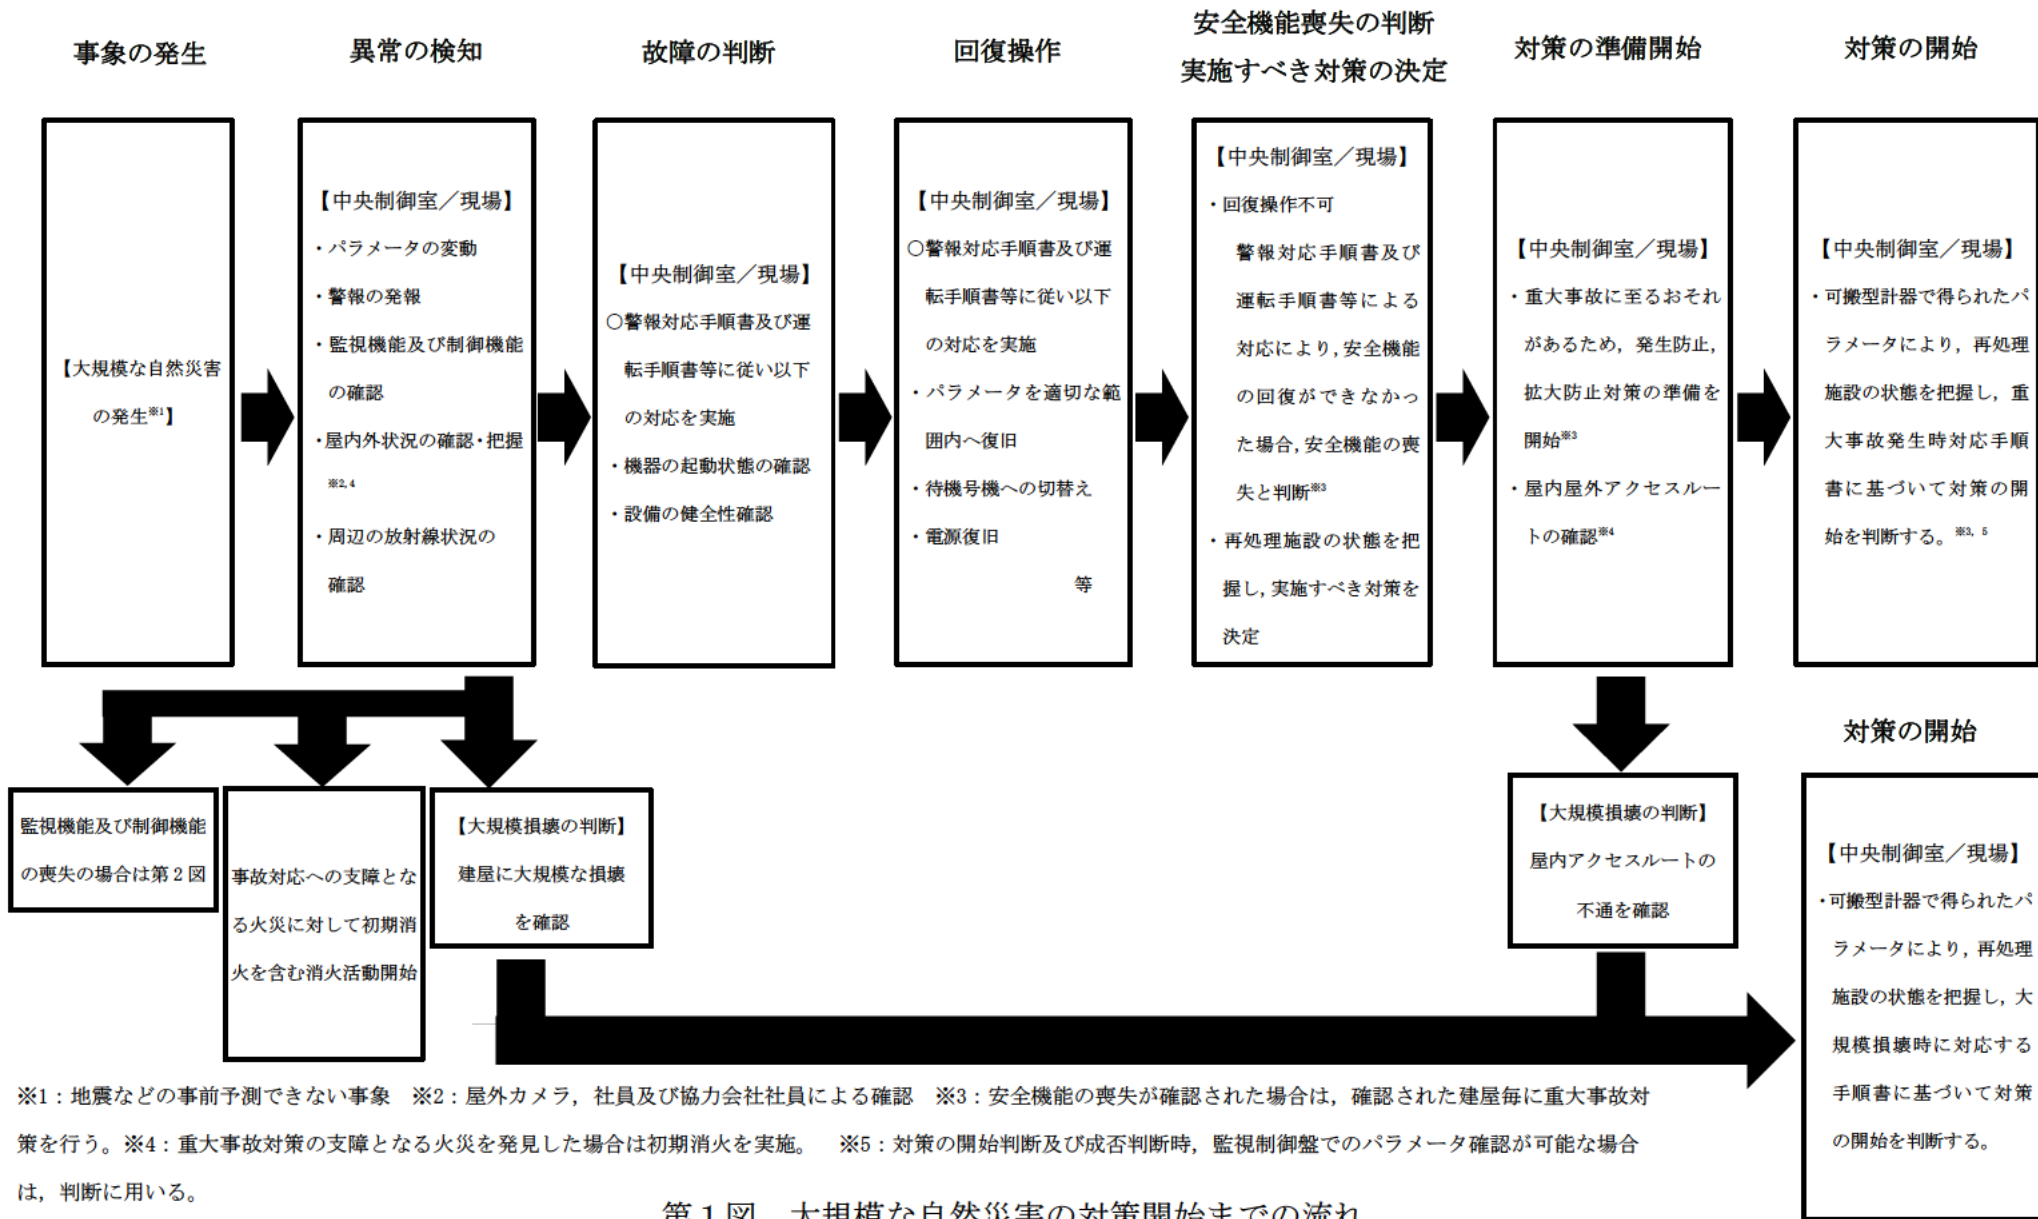 事象の発生
異常の検知
故障の判断
回復操作
安全機能喪失の判断
実施すべき対策の決定
対策の準備開始
対策の開始
【大規模な自然災害
の発生※1】
【中央制御室／現場】
・パラメータの変動
・警報の発報
・監視機能及び制御機能
の確認
・屋内外状況の確認・把握
※2,4
・周辺の放射線状況の
確認
【中央制御室／現場】
○警報対応手順書及び運
転手順書等に従い以下
の対応を実施
・機器の起動状態の確認
・設備の健全性確認
【中央制御室／現場】
○警報対応手順書及び運
転手順書等に従い以下
の対応を実施
・パラメータを適切な範
囲内へ復旧
・待機号機への切替え
・電源復旧
等
【中央制御室／現場】
・回復操作不可
警報対応手順書及び
運転手順書等による
対応により，安全機能
の回復ができなかっ
た場合，安全機能の喪
失と判断※3
・再処理施設の状態を把
握し，実施すべき対策を
決定
【中央制御室／現場】
・重大事故に至るおそれ
があるため，発生防止，
拡大防止対策の準備を
開始※3
・屋内屋外アクセスルー
トの確認※4
【中央制御室／現場】
・可搬型計器で得られたパ
ラメータにより，再処理
施設の状態を把握し，重
大事故発生時対応手順
書に基づいて対策の開
始を判断する。※3，5
監視機能及び制御機能
の喪失の場合は第２図
事故対応への支障とな
る火災に対して初期消
火を含む消火活動開始
【大規模損壊の判断】
建屋に大規模な損壊
を確認
【大規模損壊の判断】
屋内アクセスルートの
不通を確認
対策の開始
【中央制御室／現場】
・可搬型計器で得られたパ
ラメータにより，再処理
施設の状態を把握し，大
規模損壊時に対応する
手順書に基づいて対策
の開始を判断する。
※1：地震などの事前予測できない事象　※2：屋外カメラ，社員及び協力会社社員による確認　※3：安全機能の喪失が確認された場合は，確認された建屋毎に重大事故対
策を行う。※4：重大事故対策の支障となる火災を発見した場合は初期消火を実施。　※5：対策の開始判断及び成否判断時，監視制御盤でのパラメータ確認が可能な場合
は，判断に用いる。
第１図　大規模な自然災害の対策開始までの流れ